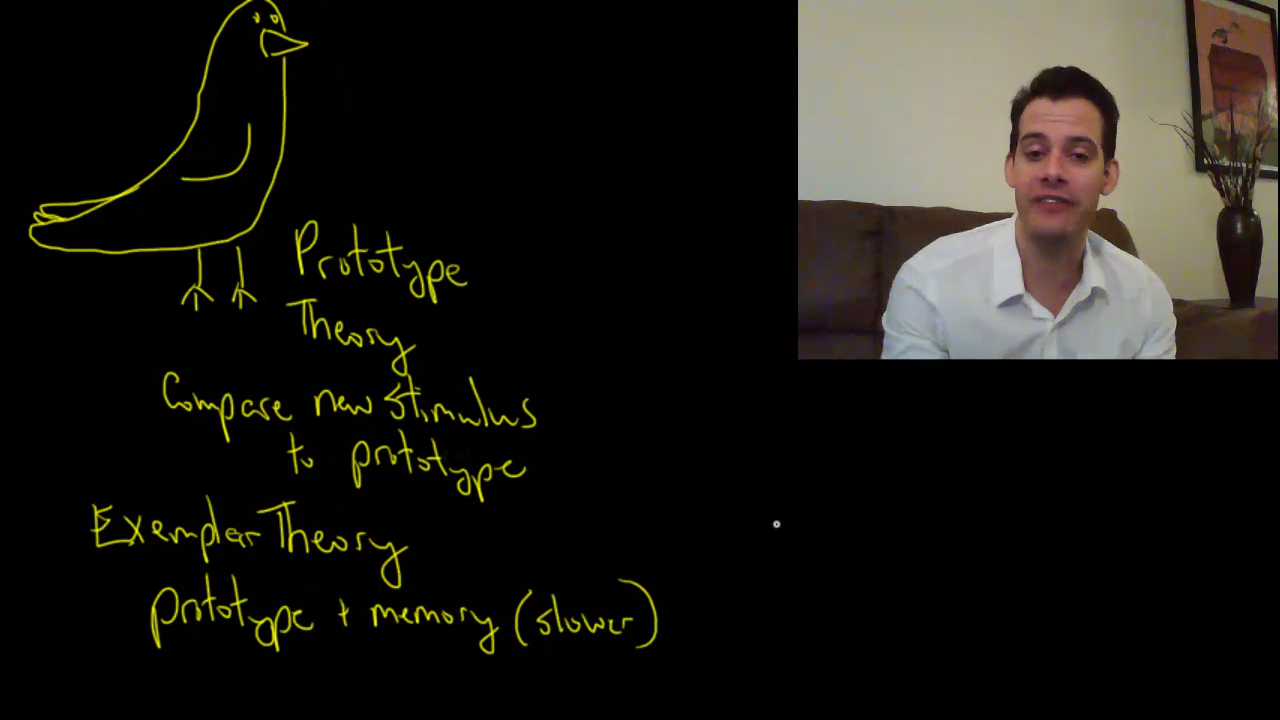 Prototype
Theory
Compare new stimulus
to prototype
Exemplar Theory
prototype + memory (slower)